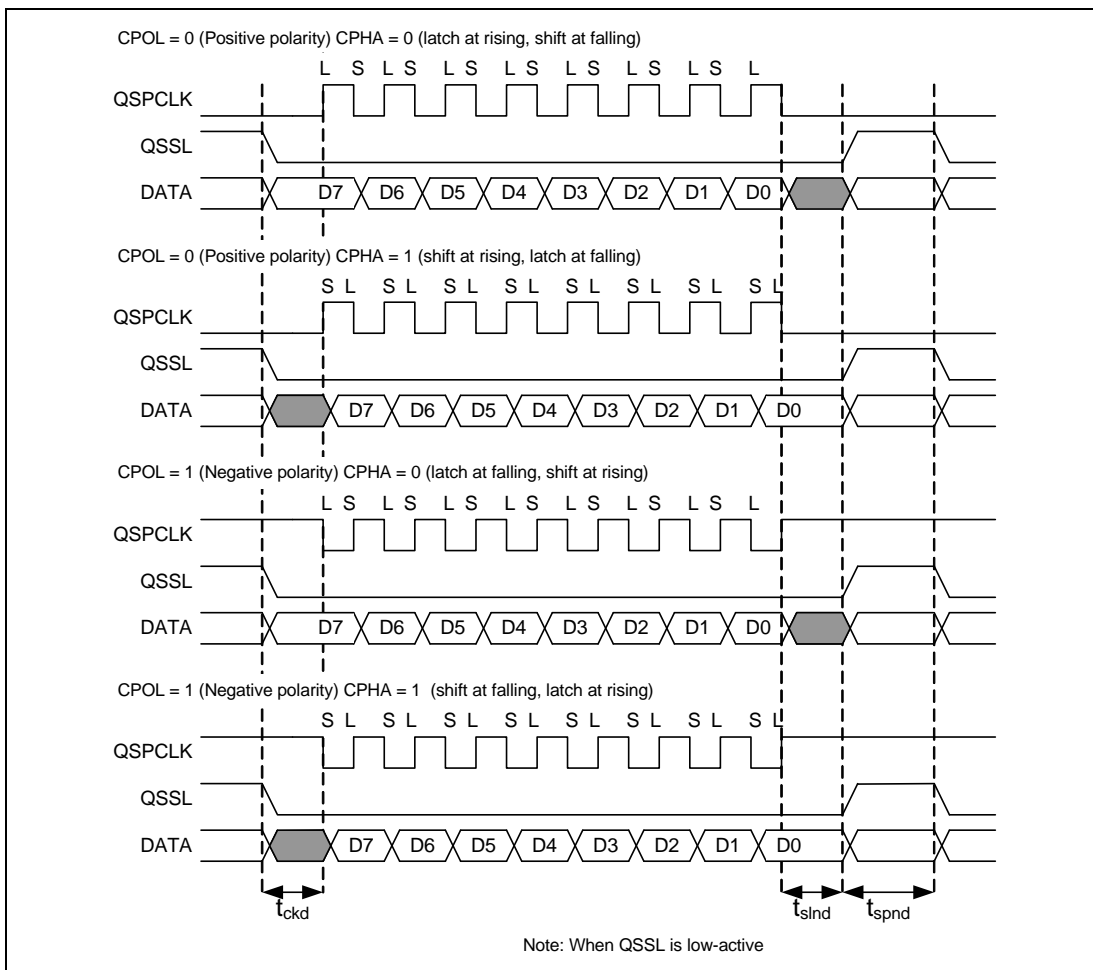 CPOL = 0 (Positive polarity) CPHA = 0 (latch at rising, shift at falling)
L S L S L S L S L S L S L S L
QSPCLK
QSSL
DATA D7 D6 D5 D4 D3 D2 D1 D0
CPOL = 0 (Positive polarity) CPHA = 1 (shift at rising, latch at falling)
S L S L S L S L S L S L S L S L
QSPCLK
QSSL
DATA D7 D6 D5 D4 D3 D2 D1 D0
CPOL = 1 (Negative polarity) CPHA = 0 (latch at falling, shift at rising)
L S L S L S L S L S L S L S L
QSPCLK
QSSL
DATA D7 D6 D5 D4 D3 D2 D1 D0
CPOL = 1 (Negative polarity) CPHA = 1 (shift at falling, latch at rising)
S L S L S L S L S L S L S L S L
QSPCLK
QSSL
DATA D7 D6 D5 D4 D3 D2 D1 D0
tckd tslnd tspnd
Note: When QSSL is low-active